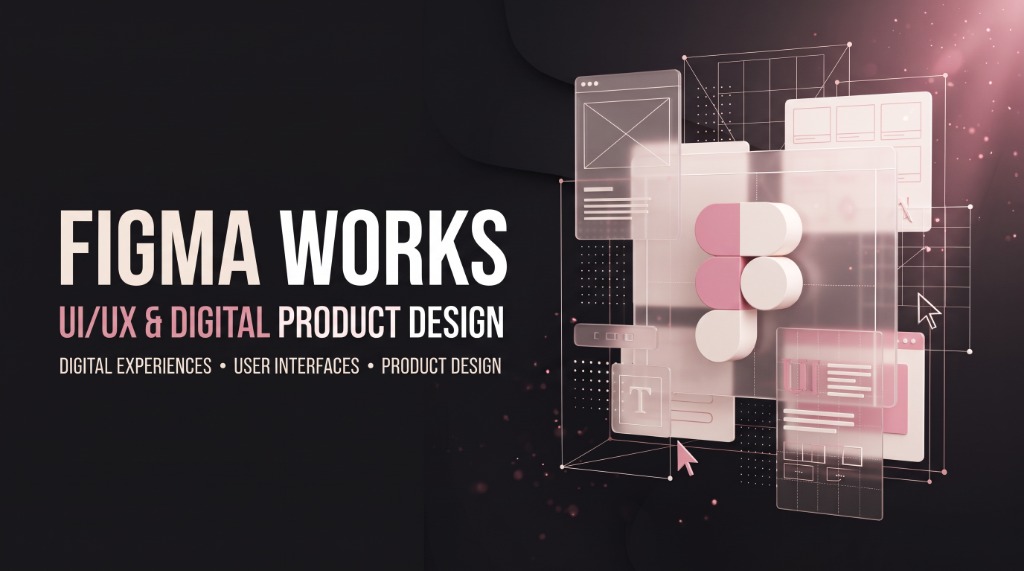 FIGMA WORKS
UI/UX & DIGITAL PRODUCT DESIGN
DIGITAL EXPERIENCES • USER INTERFACES • PRODUCT DESIGN
T